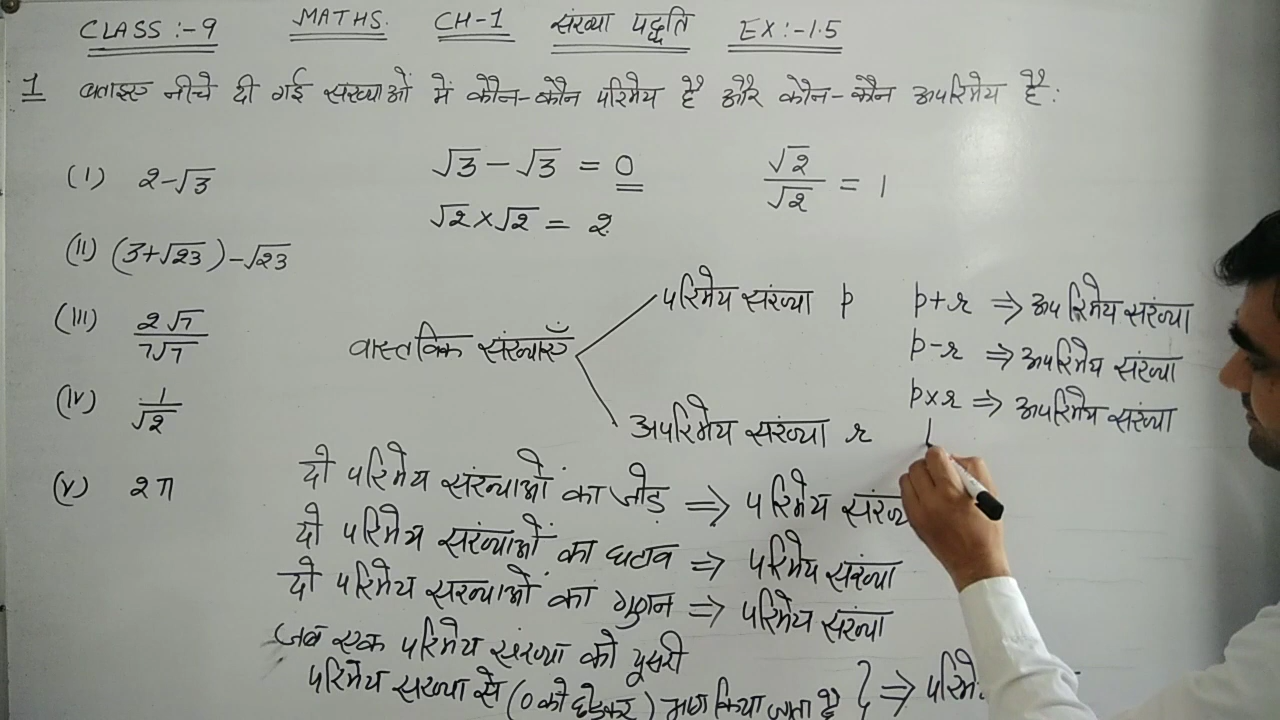 CLASS :-9 MATHS. CH-1 संख्या पद्धति EX:-1.5
1 बताइए नीचे दी गई संख्याओं में कौन-कौन परिमेय हैं और कौन-कौन अपरिमेय हैं:
(I) 2-√3
√3 - √3 = 0
√2/√2 = 1
√2 × √2 = 2
(II) (3+√23)-√23
(III) 2√7/7√7
(IV) 1/√2
(V) 2π
वास्तविक संख्याएँ
परिमेय संख्या p
अपरिमेय संख्या r
p+r ⇒ अपरिमेय संख्या
p-r ⇒ अपरिमेय संख्या
p×r ⇒ अपरिमेय संख्या
दो परिमेय संख्याओं का जोड़ ⇒ परिमेय
दो परिमेय संख्याओं का घटाव ⇒ परिमेय संख्या
दो परिमेय संख्याओं का गुणन ⇒ परिमेय संख्या
जब एक परिमेय संख्या को दूसरी
परिमेय संख्या से (0 को छोड़कर) भाग किया जाता है } ⇒